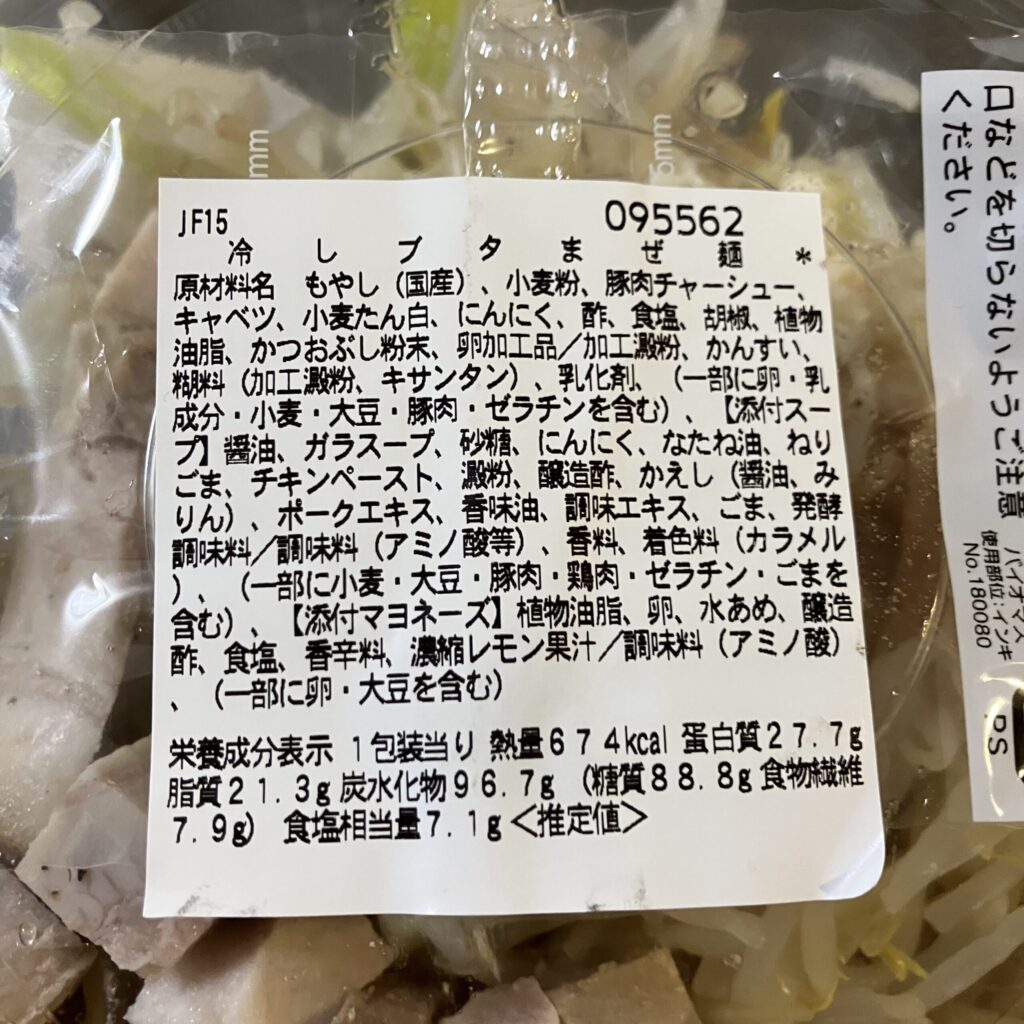 JF15
095562
冷しブタまぜ麺 *
原材料名 もやし（国産）、小麦粉、豚肉チャーシュー、
キャベツ、小麦たん白、にんにく、酢、食塩、胡椒、植物
油脂、かつおぶし粉末、卵加工品／加工澱粉、かんすい、
糊料（加工澱粉、キサンタン）、乳化剤、（一部に卵・乳
成分・小麦・大豆・豚肉・ゼラチンを含む）、【添付スー
プ】醤油、ガラスープ、砂糖、にんにく、なたね油、ねり
ごま、チキンペースト、澱粉、醸造酢、かえし（醤油、み
りん）、ポークエキス、香味油、調味エキス、ごま、発酵
調味料／調味料（アミノ酸等）、香料、着色料（カラメル
）、（一部に小麦・大豆・豚肉・鶏肉・ゼラチン・ごまを
含む）、【添付マヨネーズ】植物油脂、卵、水あめ、醸造
酢、食塩、香辛料、濃縮レモン果汁／調味料（アミノ酸）
、（一部に卵・大豆を含む）
栄養成分表示 １包装当り 熱量６７４kcal 蛋白質２７.７g
脂質２１.３g 炭水化物９６.７g （糖質８８.８g 食物繊維
７.９g） 食塩相当量７.１g＜推定値＞
口などを切らないようご注意
ください。
バイオマス
使用部位:インキ
No.180080
PS
mm
5mm